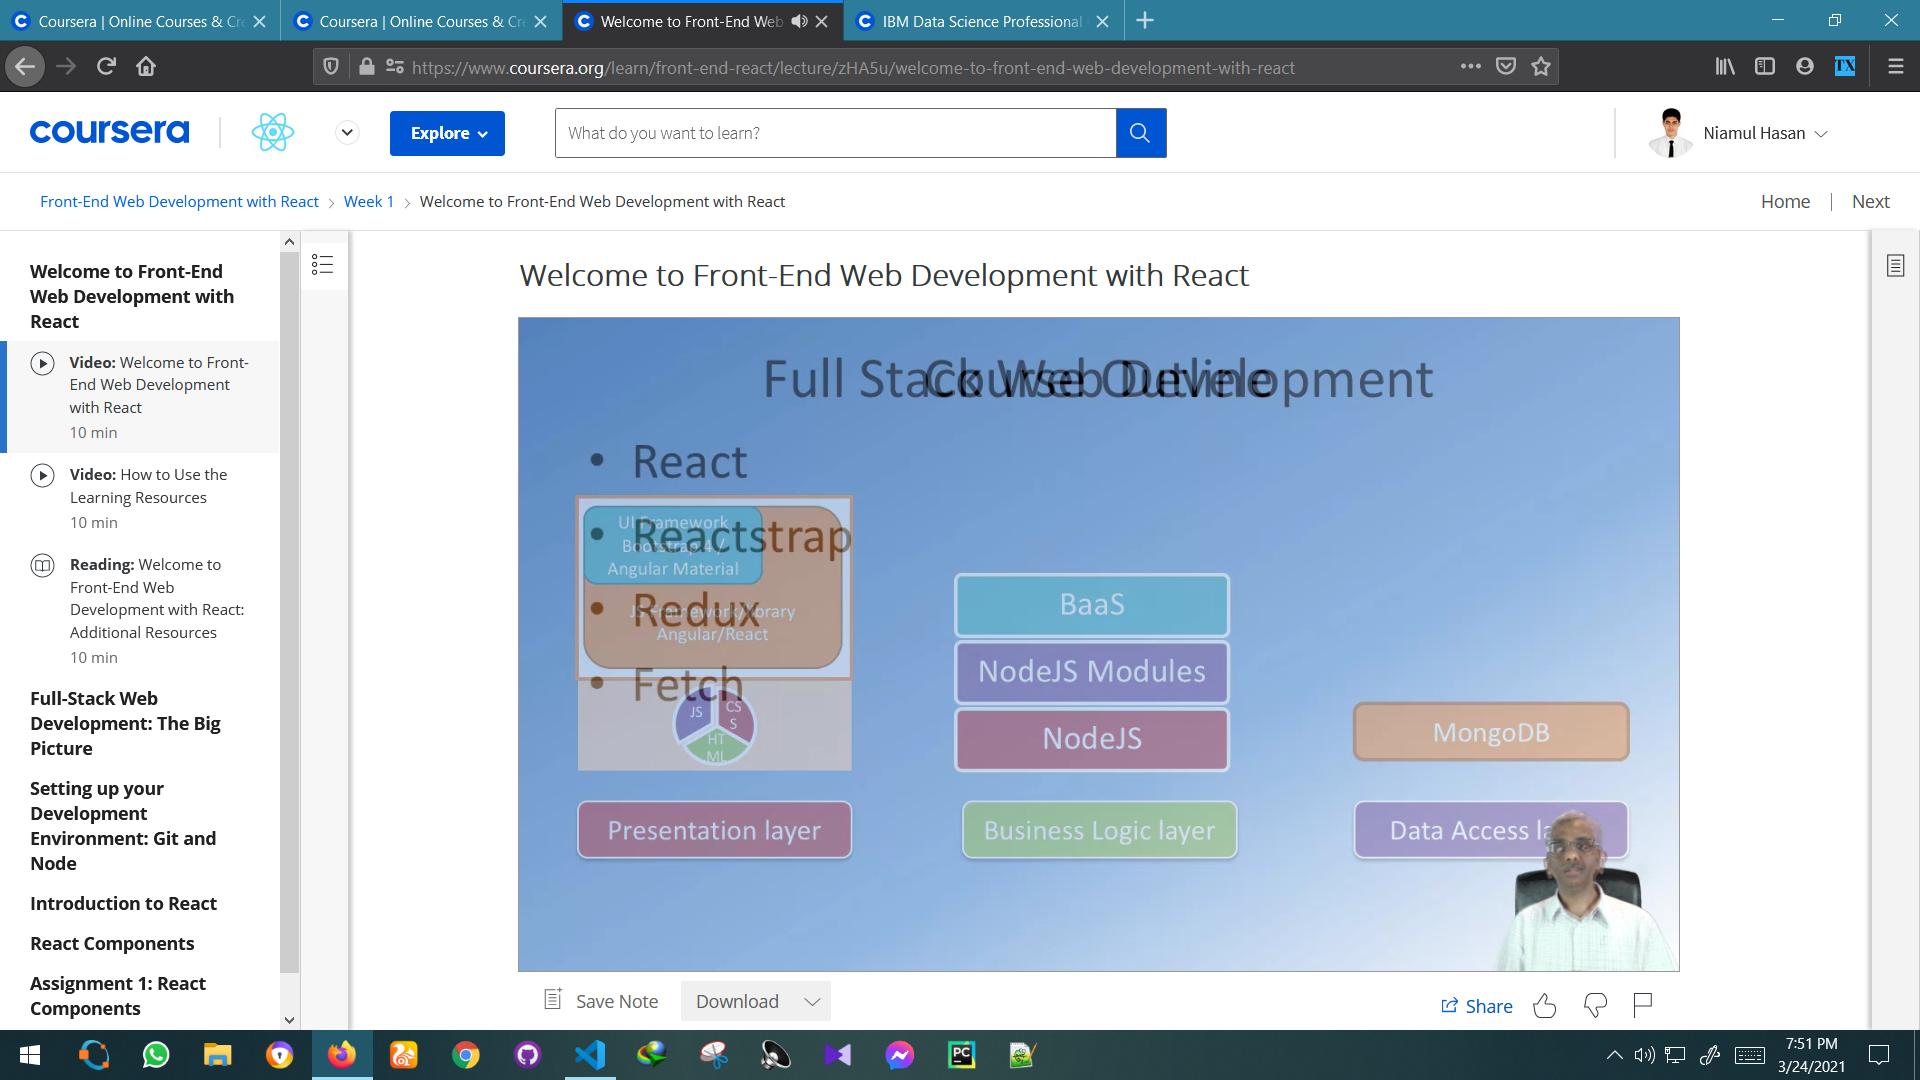 Coursera | Online Courses & Cre
Coursera | Online Courses & Cre
Welcome to Front-End Web
IBM Data Science Professional
https://www.coursera.org/learn/front-end-react/lecture/zHA5u/welcome-to-front-end-web-development-with-react
TX
coursera
Explore
What do you want to learn?
Niamul Hasan
Front-End Web Development with React > Week 1 > Welcome to Front-End Web Development with React
Home | Next
Welcome to Front-End
Web Development with
React
Video: Welcome to Front-
End Web Development
with React
10 min
Video: How to Use the
Learning Resources
10 min
Reading: Welcome to
Front-End Web
Development with React:
Additional Resources
10 min
Full-Stack Web
Development: The Big
Picture
Setting up your
Development
Environment: Git and
Node
Introduction to React
React Components
Assignment 1: React
Components
Welcome to Front-End Web Development with React
Full Stack Web Development
Course Outline
• React
• Reactstrap
• Redux
• Fetch
UI Framework
Bootstrap 4 /
Angular Material
JS Framework/library
Angular/React
JS
CS
S
HT
ML
Presentation layer
BaaS
NodeJS Modules
NodeJS
Business Logic layer
MongoDB
Data Access la
Save Note
Download
Share
PC
7:51 PM
3/24/2021